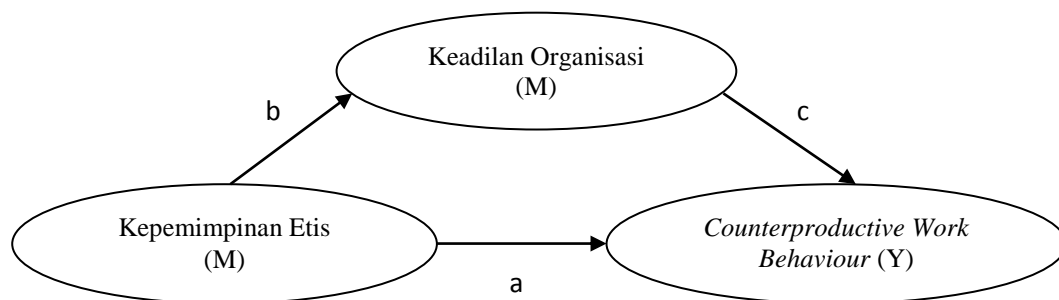 Keadilan Organisasi
(M)
b
c
Kepemimpinan Etis
(M)
Counterproductive Work
Behaviour (Y)
a